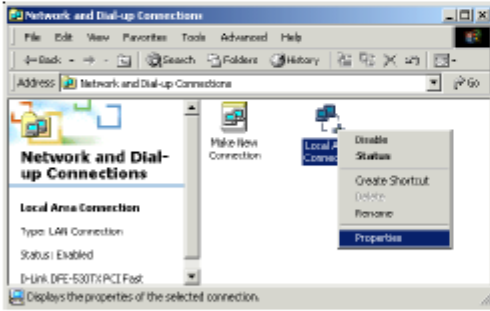 Network and Dial-up Connections
File Edit View Favorites Tools Advanced Help
Back Search Folders History
Address Network and Dial-up Connections Go
Network and Dial-
up Connections
Local Area Connection
Type: LAN Connection
Status: Enabled
D-Link DFE-530TX PCI Fast
Make New
Connection
Local A
Connec
Disable
Status
Create Shortcut
Delete
Rename
Properties
Displays the properties of the selected connection.